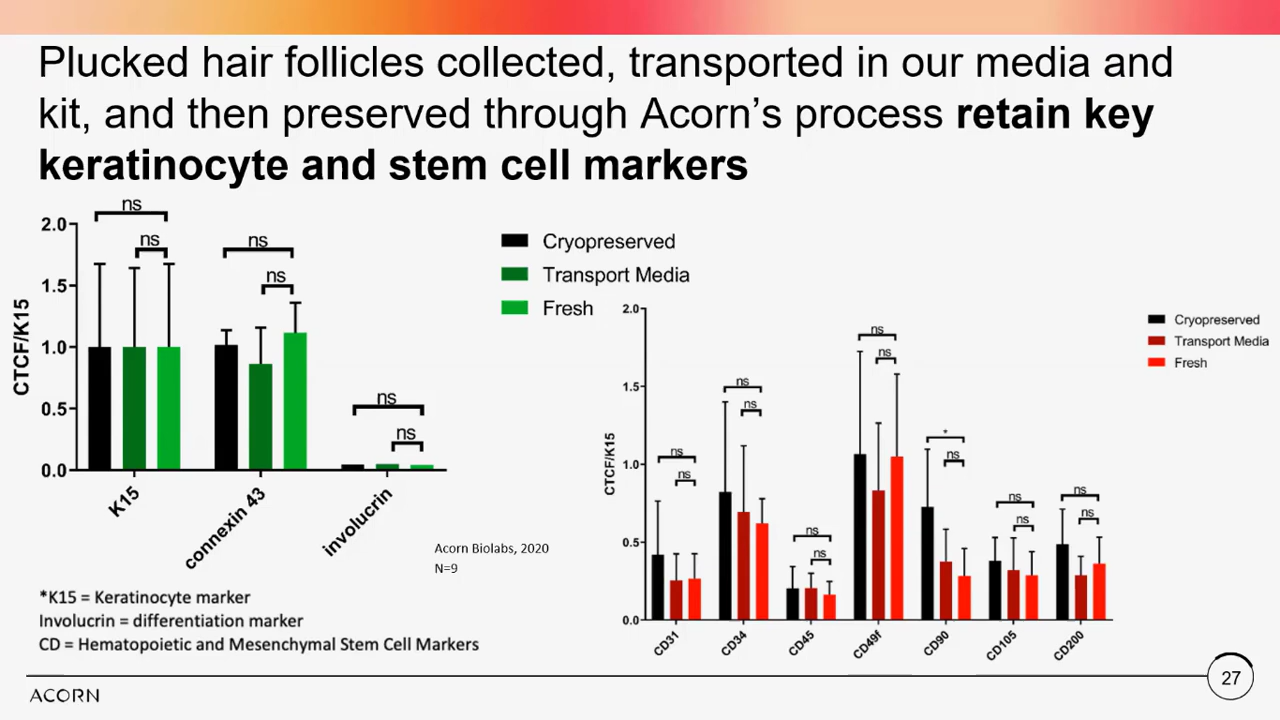 Plucked hair follicles collected, transported in our media and
kit, and then preserved through Acorn's process retain key
keratinocyte and stem cell markers
ns
ns
ns
ns
ns
ns
2.0
1.5
1.0
0.5
0.0
CTCF/K15
K15
connexin 43
involucrin
Cryopreserved
Transport Media
Fresh
Acorn Biolabs, 2020
N=9
2.0
1.5
1.0
0.5
0.0
CTCF/K15
ns
ns
ns
ns
ns
ns
ns
ns
*
ns
ns
ns
ns
ns
CD31
CD34
CD45
CD49f
CD90
CD105
CD200
Cryopreserved
Transport Media
Fresh
*K15 = Keratinocyte marker
Involucrin = differentiation marker
CD = Hematopoietic and Mesenchymal Stem Cell Markers
ACORN
27